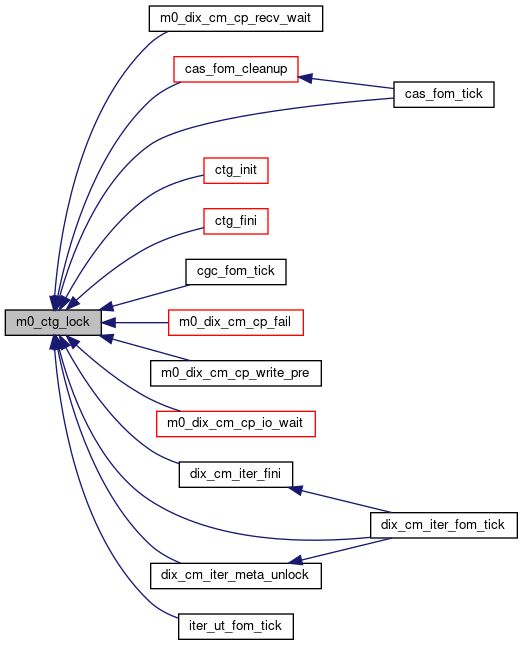 m0_dix_cm_cp_recv_wait
cas_fom_cleanup
cas_fom_tick
ctg_init
ctg_fini
cgc_fom_tick
m0_ctg_lock
m0_dix_cm_cp_fail
m0_dix_cm_cp_write_pre
m0_dix_cm_cp_io_wait
dix_cm_iter_fini
dix_cm_iter_fom_tick
dix_cm_iter_meta_unlock
iter_ut_fom_tick